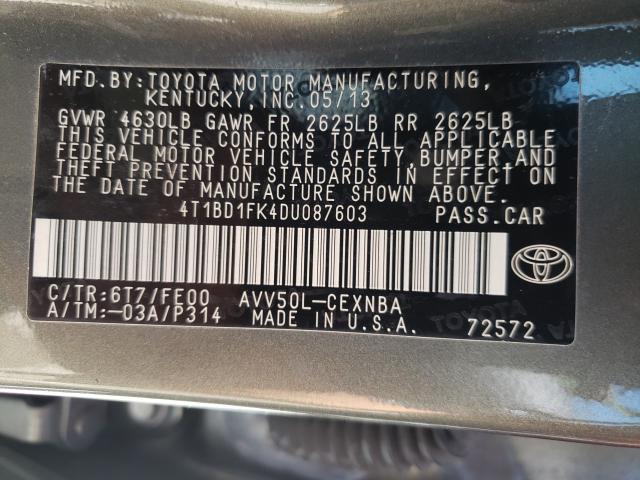 MFD.BY:TOYOTA MOTOR MANUFACTURING,
KENTUCKY,INC.05/13
GVWR 4630LB GAWR FR 2625LB RR 2625LB
THIS VEHICLE CONFORMS TO ALL APPLICABLE
FEDERAL MOTOR VEHICLE SAFETY,BUMPER,AND
THEFT PREVENTION STANDARDS IN EFFECT ON
THE DATE OF MANUFACTURE SHOWN ABOVE.
4T1BD1FK4DU087603 PASS.CAR
C/TR:6T7/FE00 AVV50L-CEXNBA
A/TM:-03A/P314 MADE IN U.S.A. 72572